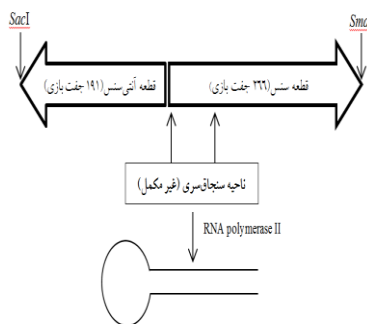 SacI
Sma
قطعه آنتی‌سنس(۱۹۱ جفت بازی)
قطعه سنس(۲۶۶ جفت بازی)
ناحیه سنجاق‌سری (غیر مکمل)
RNA polymerase II